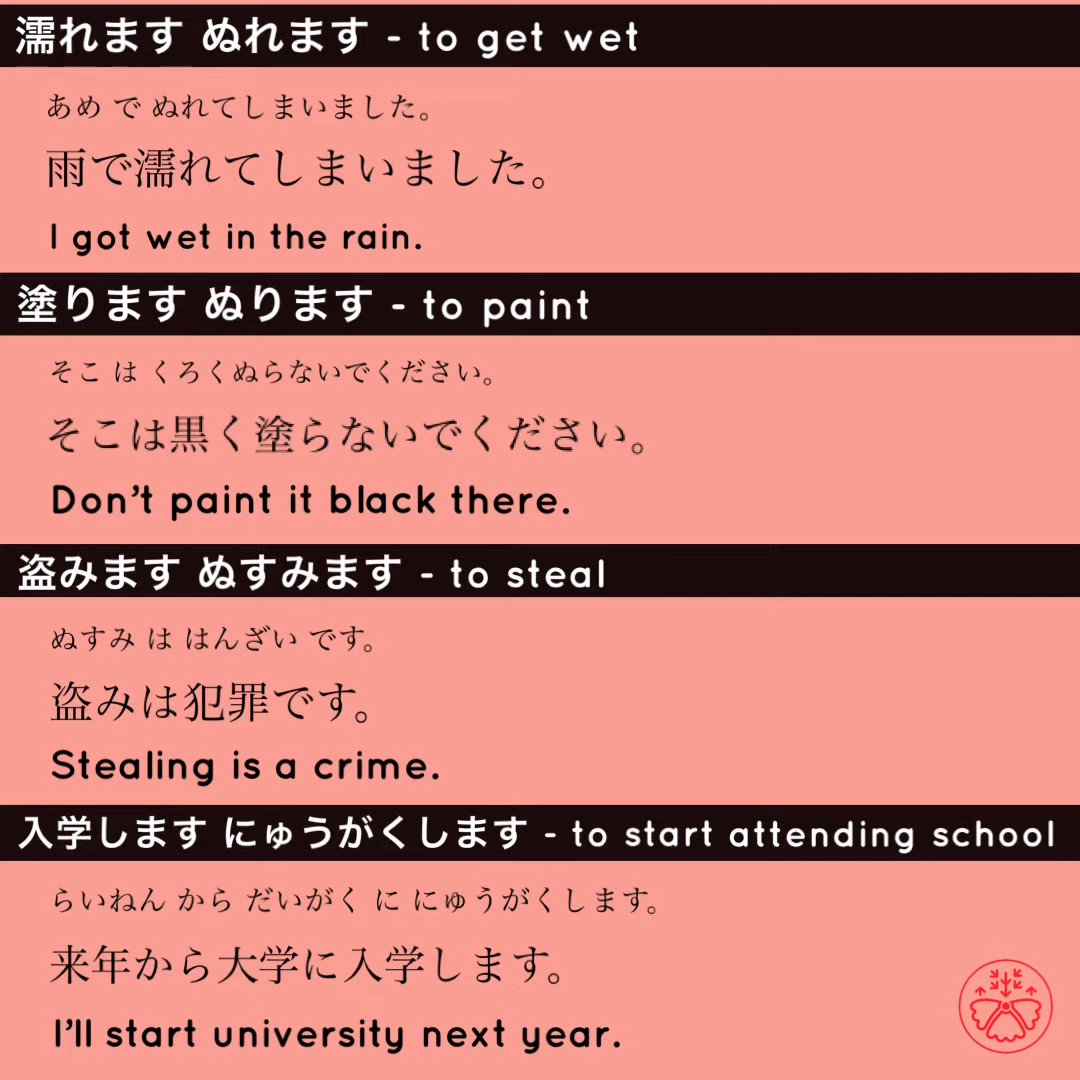 濡れます ぬれます - to get wet
あめ で ぬれてしまいました。
雨で濡れてしまいました。
I got wet in the rain.
塗ります ぬります - to paint
そこ は くろくぬらないでください。
そこは黒く塗らないでください。
Don't paint it black there.
盗みます ぬすみます - to steal
ぬすみ は はんざい です。
盗みは犯罪です。
Stealing is a crime.
入学します にゅうがくします - to start attending school
らいねん から だいがく に にゅうがくします。
来年から大学に入学します。
I'll start university next year.